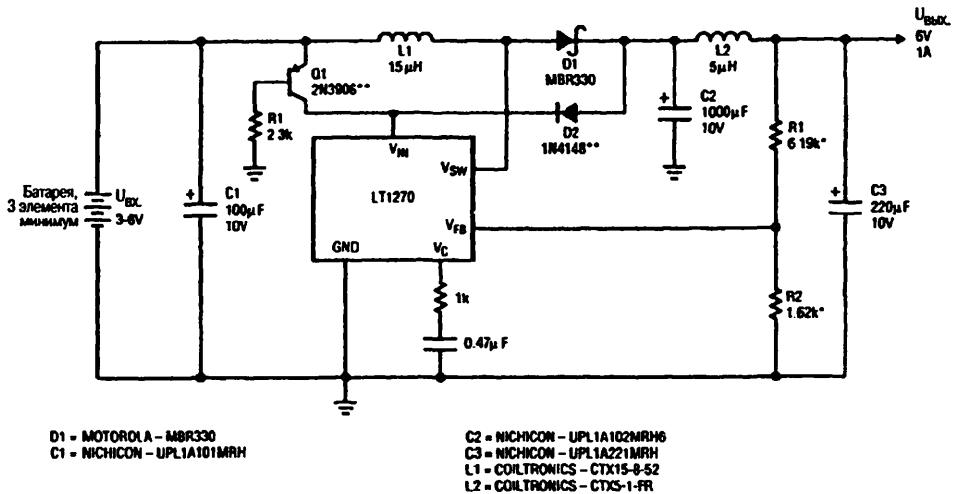 Uвых.
6V
1A
L1
15µH
D1
MBR330
L2
5µH
Q1
2N3906**
R1
2 3k
D2
1N4148**
C2
1000µF
10V
R1
6 19k*
VIN
VSW
LT1270
VFB
GND
VC
Батарея,
3 элемента
минимум
Uвх.
3-6V
C1
100µF
10V
C3
220µF
10V
1k
0.47µ F
R2
1.62k*
D1 = MOTOROLA – MBR330
C1 = NICHICON – UPL1A101MRH
C2 = NICHICON – UPL1A102MRH6
C3 = NICHICON – UPL1A221MRH
L1 = COILTRONICS – CTX15-8-52
L2 = COILTRONICS – CTX5-1-FR
+
+
+